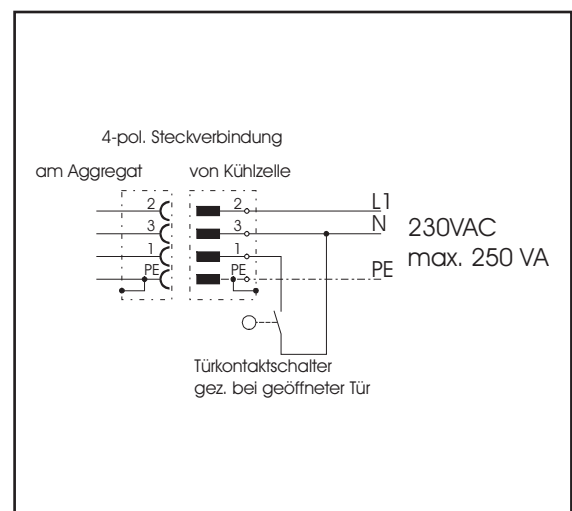 4-pol. Steckverbindung
am Aggregat von Kühlzelle
2 2 L1
3 3 N
230VAC
1 1
max. 250 VA
PE PE PE
Türkontaktschalter
gez. bei geöffneter Tür